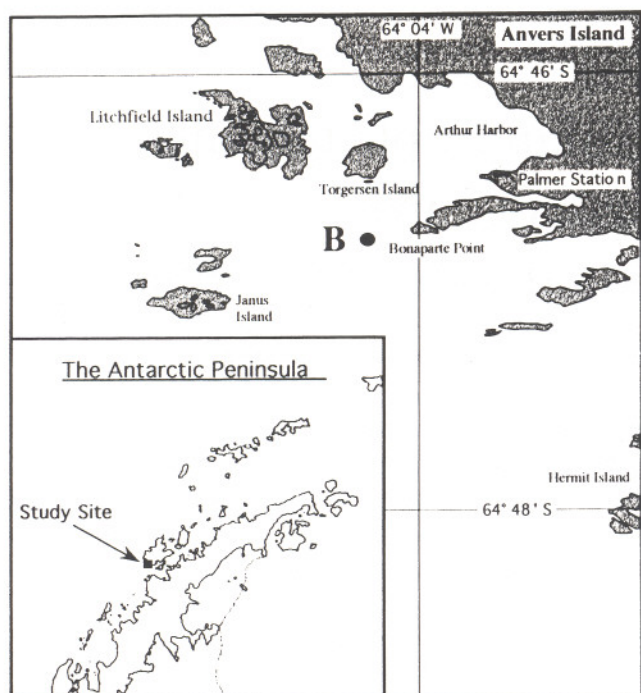 64° 04' W
Anvers Island
64° 46' S
Litchfield Island
Arthur Harbor
Torgersen Island
Palmer Station
B
Bonaparte Point
Janus
Island
The Antarctic Peninsula
Study Site
Hermit Island
64° 48' S